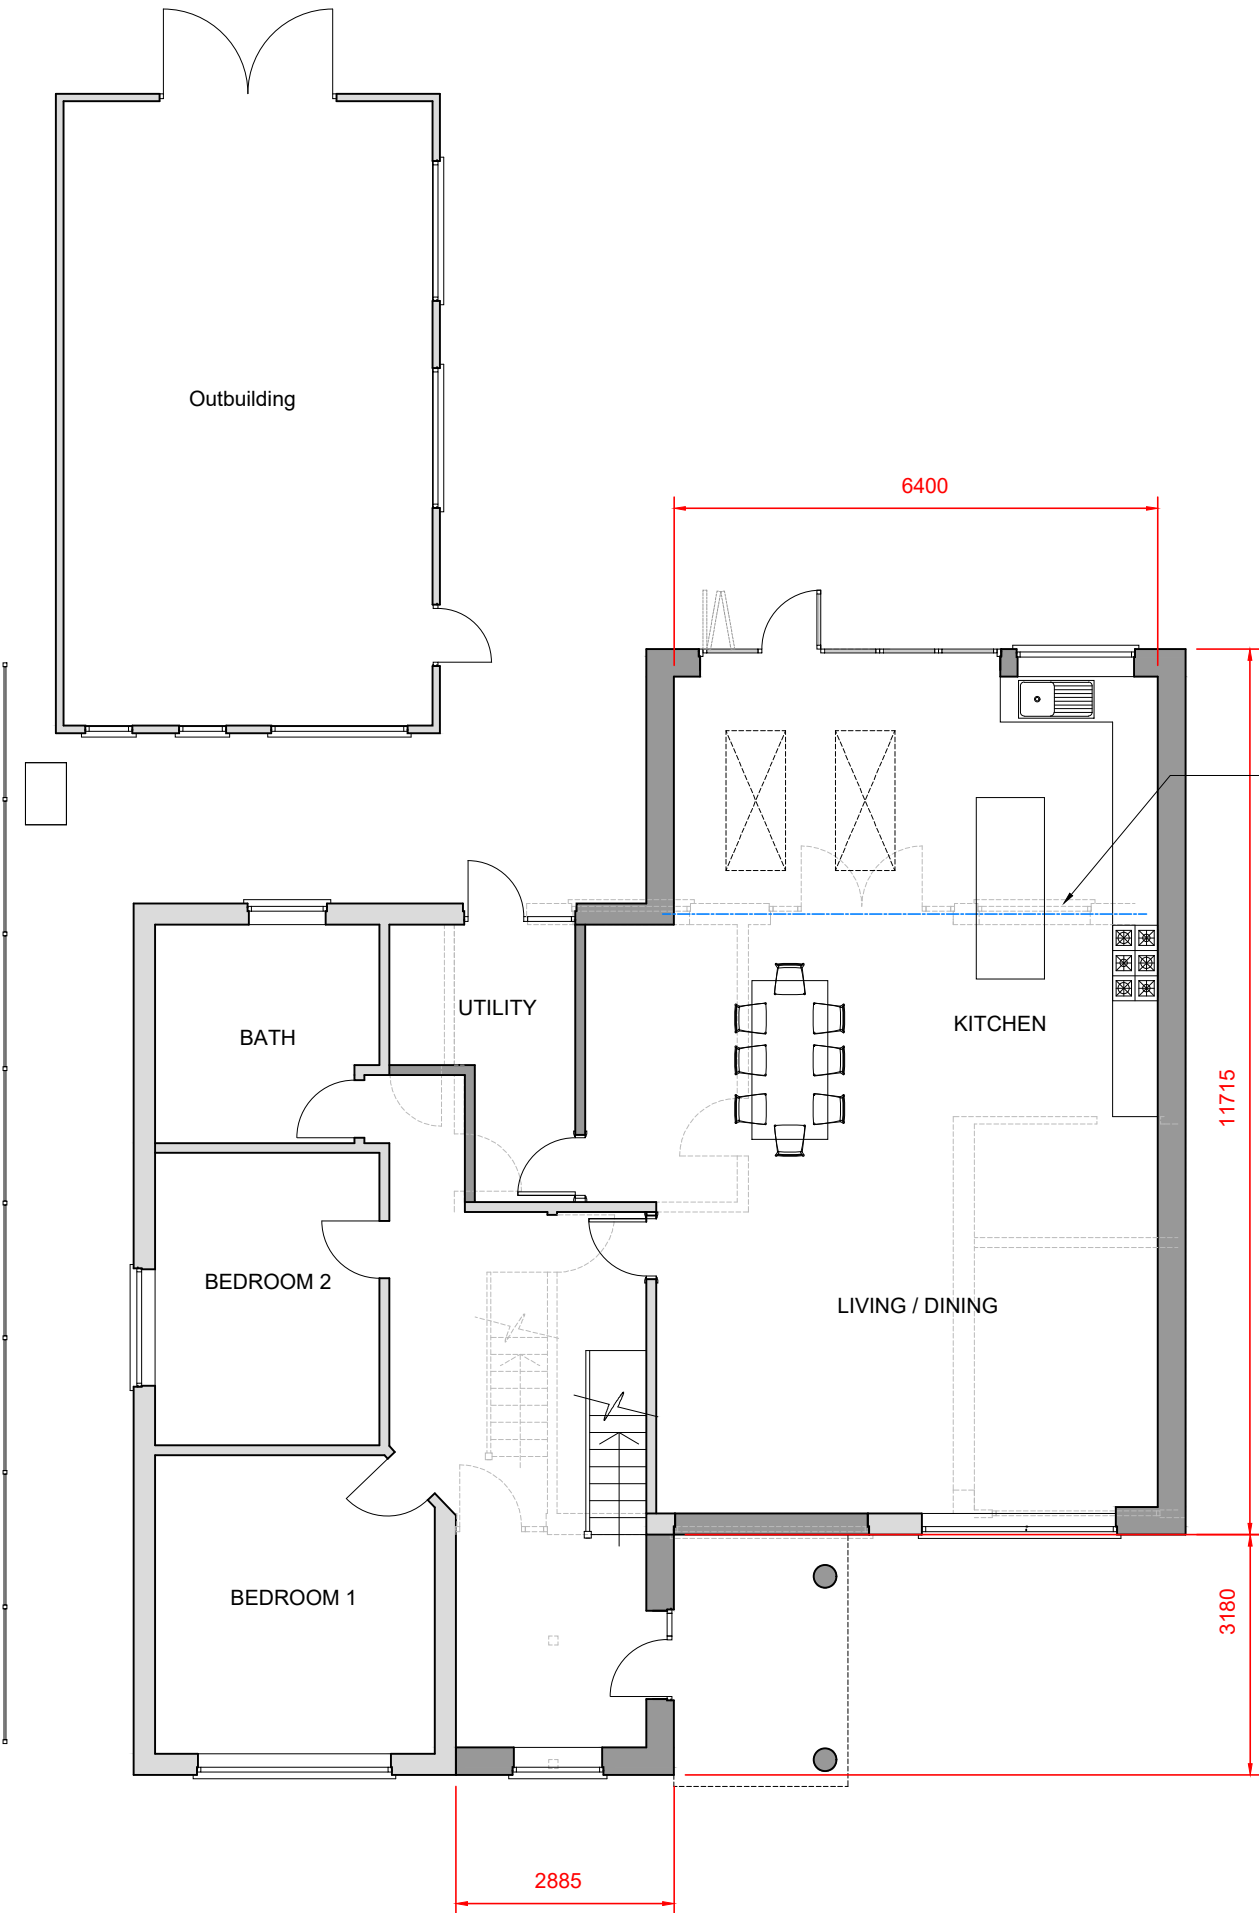 Outbuilding
6400
UTILITY
BATH
KITCHEN
11715
BEDROOM 2
LIVING / DINING
BEDROOM 1
3180
2885